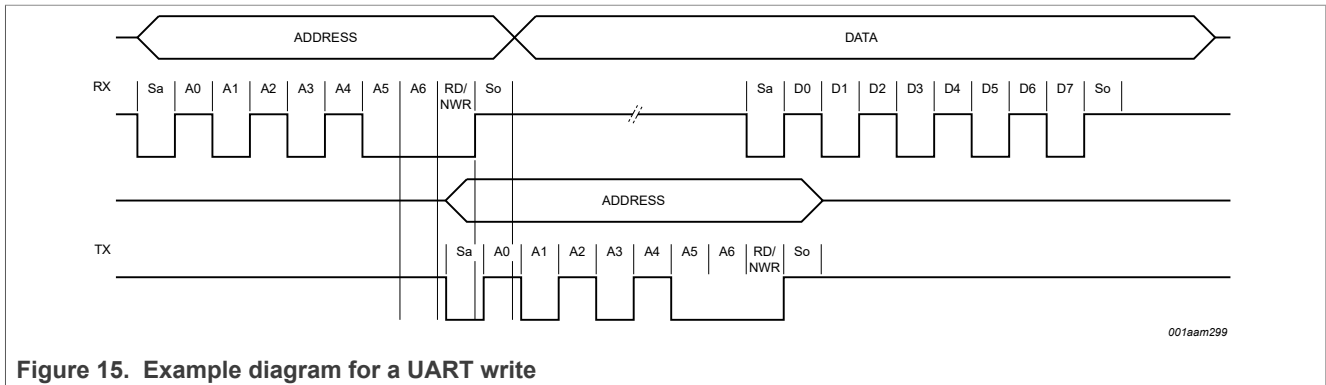 ADDRESS DATA
RX Sa A0 A1 A2 A3 A4 A5 A6 RD/ So Sa D0 D1 D2 D3 D4 D5 D6 D7 So
NWR
ADDRESS
TX Sa A0 A1 A2 A3 A4 A5 A6 RD/ So
NWR
001aam299
Figure 15. Example diagram for a UART write